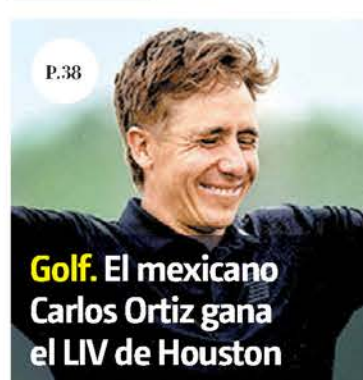 P.38
Golf. El mexicano
Carlos Ortiz gana
el LIV de Houston